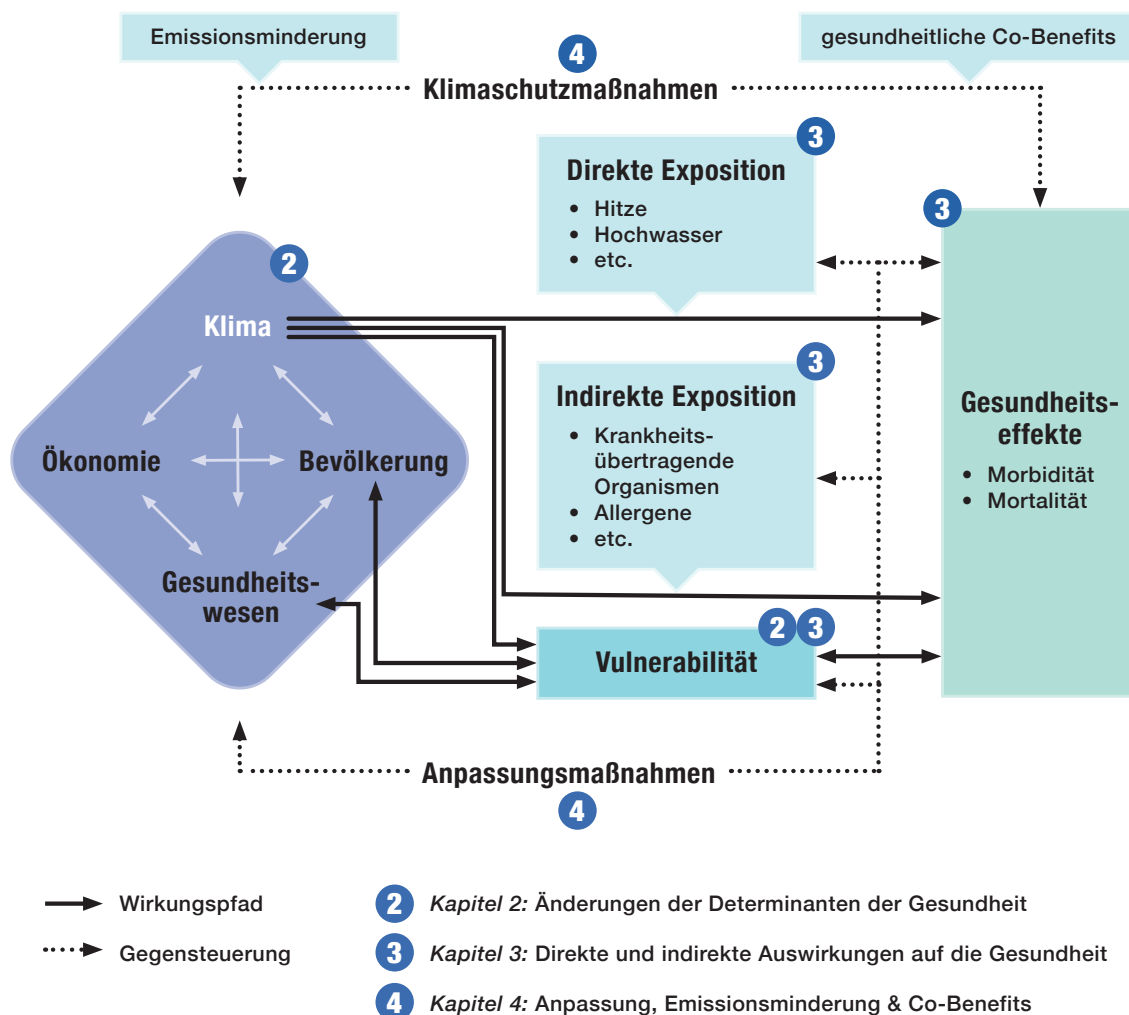 Emissionsminderung
gesundheitliche Co-Benefits
4
Klimaschutzmaßnahmen
3
Direkte Exposition
• Hitze
• Hochwasser
• etc.
3
2
Klima
Ökonomie
Bevölkerung
Gesundheits-
wesen
3
Indirekte Exposition
• Krankheits-
übertragende
Organismen
• Allergene
• etc.
Gesundheits-
effekte
• Morbidität
• Mortalität
2 3
Vulnerabilität
Anpassungsmaßnahmen
4
Wirkungspfad
Gegensteuerung
2 Kapitel 2: Änderungen der Determinanten der Gesundheit
3 Kapitel 3: Direkte und indirekte Auswirkungen auf die Gesundheit
4 Kapitel 4: Anpassung, Emissionsminderung & Co-Benefits